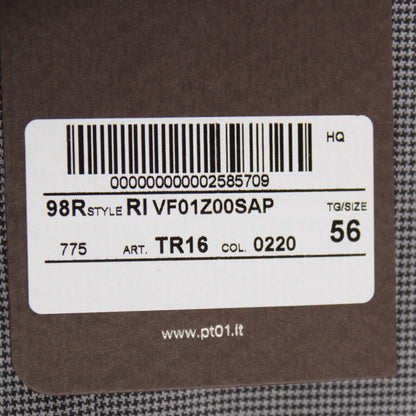 HQ
000000000002585709
98R STYLE RI VF01Z00SAP TG/SIZE
775 ART. TR16 COL. 0220 56
www.pt01.it